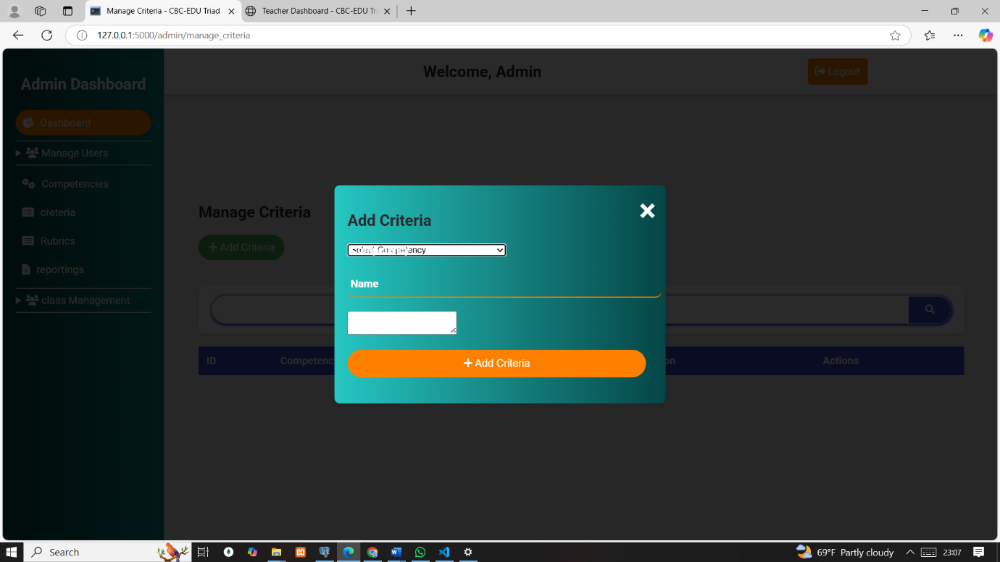 Manage Criteria - CBC-EDU Triad
Teacher Dashboard - CBC-EDU Tri
127.0.0.1:5000/admin/manage_criteria
Admin Dashboard
Welcome, Admin
Logout
Dashboard
Manage Users
Competencies
creteria
Rubrics
reportings
class Management
Manage Criteria
+ Add Criteria
ID
Competenc
on
Actions
Add Criteria
Select Competency
Name
+ Add Criteria
Search
69°F Partly cloudy
23:07